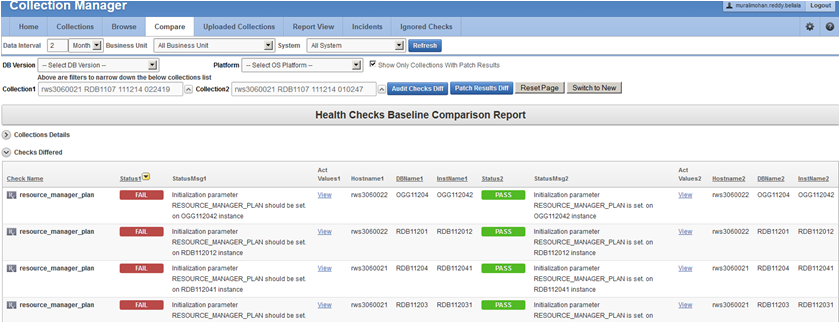 Collection Manager
muralimohan.reddy.bellala Logout
Home Collections Browse Compare Uploaded Collections Report View Incidents Ignored Checks
Data Interval 2 Month Business Unit All Business Unit System All System Refresh
DB Version -- Select DB Version -- Platform -- Select OS Platform -- Show Only Collections With Patch Results
Above are filters to narrow down the below collections list
Collection1 rws3060021 RDB1107 111214 022419 Collection2 rws3060021 RDB1107 111214 010247 Audit Checks Diff Patch Results Diff Reset Page Switch to New
Health Checks Baseline Comparison Report
Collections Details
Checks Differed
Check Name Status1 StatusMsg1 Act Values1 Hostname1 DBName1 InstName1 Status2 StatusMsg2 Act Values2 Hostname2 DBName2 InstName2
resource_manager_plan FAIL Initialization parameter View rws3060022 OGG11204 OGG112042 PASS Initialization parameter View rws3060022 OGG11204 OGG112042
RESOURCE_MANAGER_PLAN should be set. RESOURCE_MANAGER_PLAN is set. on
on OGG112042 instance OGG112042 instance
resource_manager_plan FAIL Initialization parameter View rws3060022 RDB11201 RDB112012 PASS Initialization parameter View rws3060022 RDB11201 RDB112012
RESOURCE_MANAGER_PLAN should be set. RESOURCE_MANAGER_PLAN is set. on
on RDB112012 instance RDB112012 instance
resource_manager_plan FAIL Initialization parameter View rws3060021 RDB11204 RDB112041 PASS Initialization parameter View rws3060021 RDB11204 RDB112041
RESOURCE_MANAGER_PLAN should be set. RESOURCE_MANAGER_PLAN is set. on
on RDB112041 instance RDB112041 instance
resource_manager_plan FAIL Initialization parameter View rws3060021 RDB11203 RDB112031 PASS Initialization parameter View rws3060021 RDB11203 RDB112031
RESOURCE_MANAGER_PLAN should be set. RESOURCE_MANAGER_PLAN is set. on